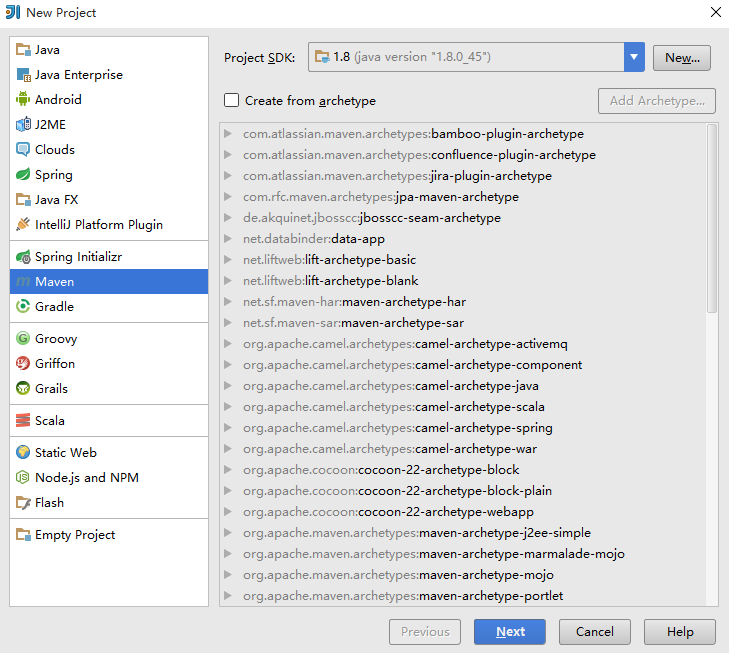 New Project
Java
Java Enterprise
Android
J2ME
Clouds
Spring
Java FX
IntelliJ Platform Plugin
Spring Initializr
Maven
Gradle
Groovy
Griffon
Grails
Scala
Static Web
Node.js and NPM
Flash
Empty Project
Project SDK: 1.8 (java version "1.8.0_45") New...
Create from archetype Add Archetype...
com.atlassian.maven.archetypes:bamboo-plugin-archetype
com.atlassian.maven.archetypes:confluence-plugin-archetype
com.atlassian.maven.archetypes:jira-plugin-archetype
com.rfc.maven.archetypes:jpa-maven-archetype
de.akquinet.jbosscc:jbosscc-seam-archetype
net.databinder:data-app
net.liftweb:lift-archetype-basic
net.liftweb:lift-archetype-blank
net.sf.maven-har:maven-archetype-har
net.sf.maven-sar:maven-archetype-sar
org.apache.camel.archetypes:camel-archetype-activemq
org.apache.camel.archetypes:camel-archetype-component
org.apache.camel.archetypes:camel-archetype-java
org.apache.camel.archetypes:camel-archetype-scala
org.apache.camel.archetypes:camel-archetype-spring
org.apache.camel.archetypes:camel-archetype-war
org.apache.cocoon:cocoon-22-archetype-block
org.apache.cocoon:cocoon-22-archetype-block-plain
org.apache.cocoon:cocoon-22-archetype-webapp
org.apache.maven.archetypes:maven-archetype-j2ee-simple
org.apache.maven.archetypes:maven-archetype-marmalade-mojo
org.apache.maven.archetypes:maven-archetype-mojo
org.apache.maven.archetypes:maven-archetype-portlet
Previous Next Cancel Help